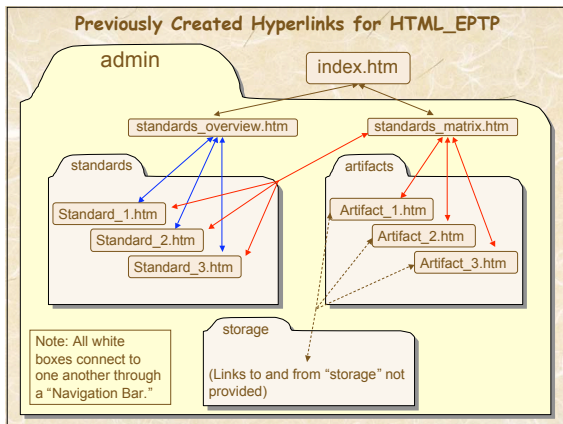 Previously Created Hyperlinks for HTML_EPTP
admin
index.htm
standards_overview.htm
standards_matrix.htm
standards
artifacts
Standard_1.htm
Standard_2.htm
Standard_3.htm
Artifact_1.htm
Artifact_2.htm
Artifact_3.htm
Note: All white
boxes connect to
one another through
a “Navigation Bar.”
storage
(Links to and from “storage” not
provided)